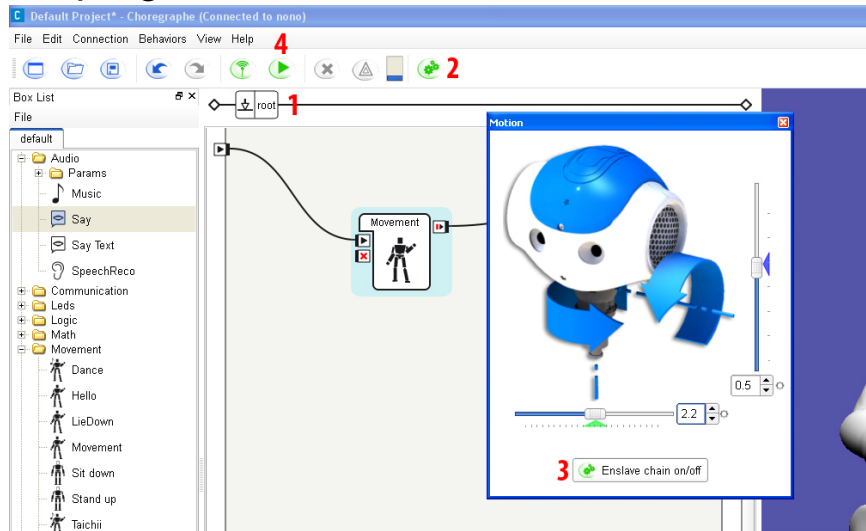 Default Project* - Choregraphe (Connected to nono)
File Edit Connection Behaviors View Help
4
2
Box List
root
1
File
Motion
default
Audio
Params
Music
Movement
Say
Say Text
SpeechReco
Communication
Leds
Logic
Math
Movement
Dance
0.5
Hello
2.2
LieDown
Movement
3
Enslave chain on/off
Sit down
Stand up
Taichii